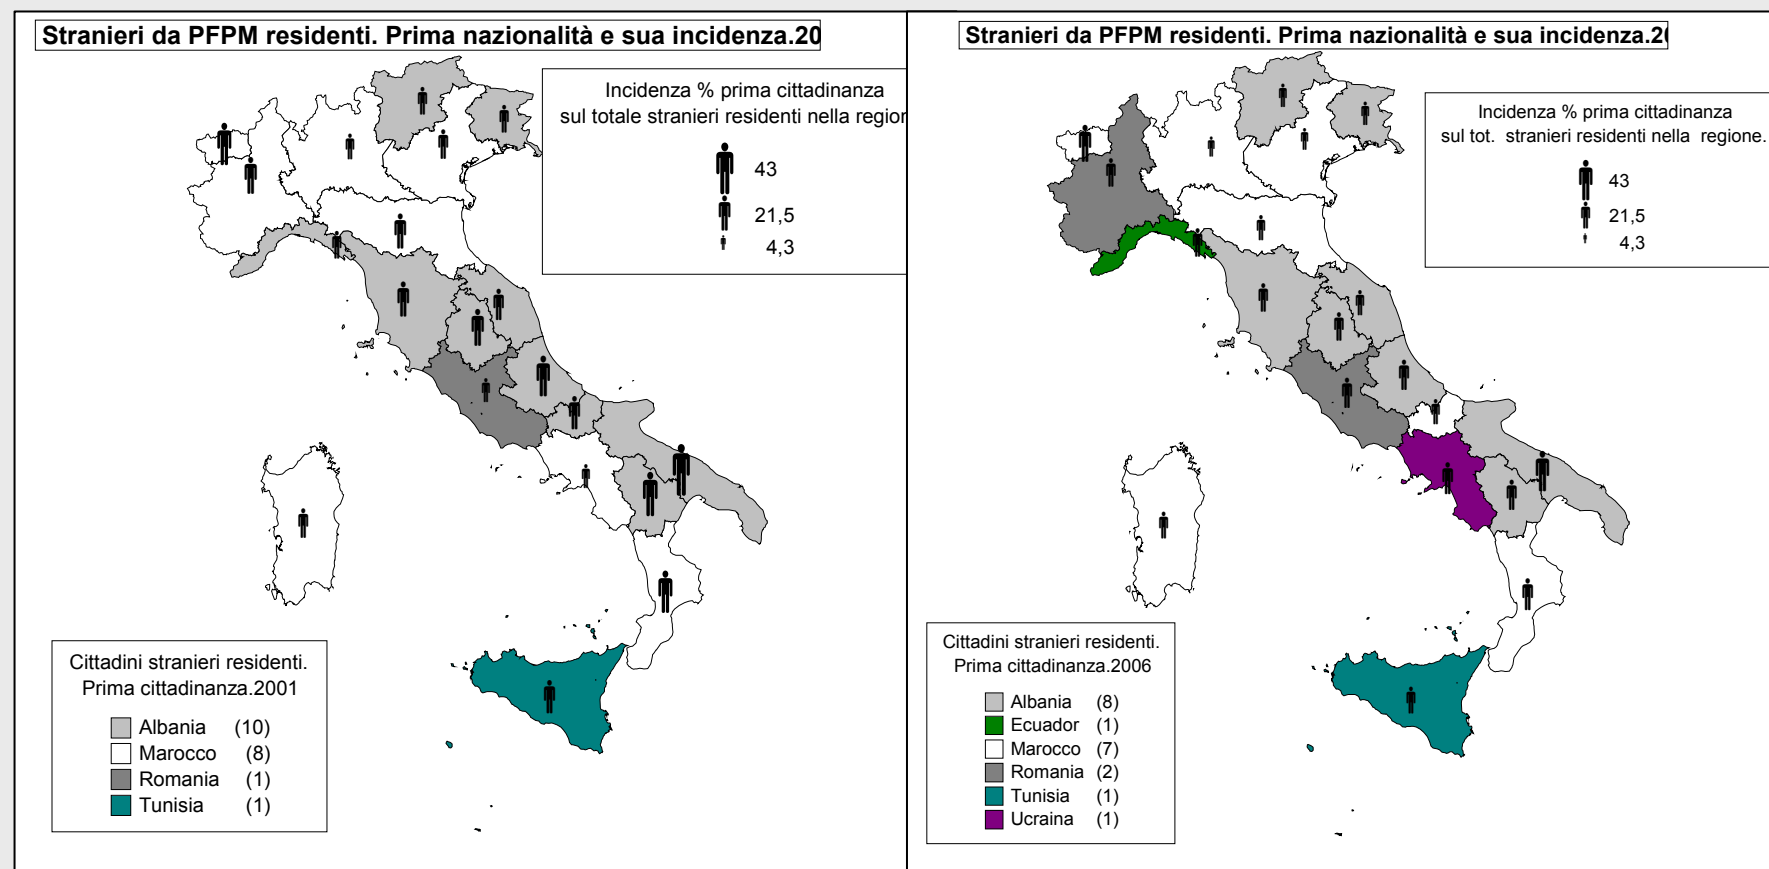 Stranieri da PFPM residenti. Prima nazionalità e sua incidenza.20
Incidenza % prima cittadinanza
sul totale stranieri residenti nella region
43
21,5
4,3
Cittadini stranieri residenti.
Prima cittadinanza.2001
Albania (10)
Marocco (8)
Romania (1)
Tunisia (1)
Stranieri da PFPM residenti. Prima nazionalità e sua incidenza.20
Incidenza % prima cittadinanza
sul tot. stranieri residenti nella regione.
43
21,5
4,3
Cittadini stranieri residenti.
Prima cittadinanza.2006
Albania (8)
Ecuador (1)
Marocco (7)
Romania (2)
Tunisia (1)
Ucraina (1)